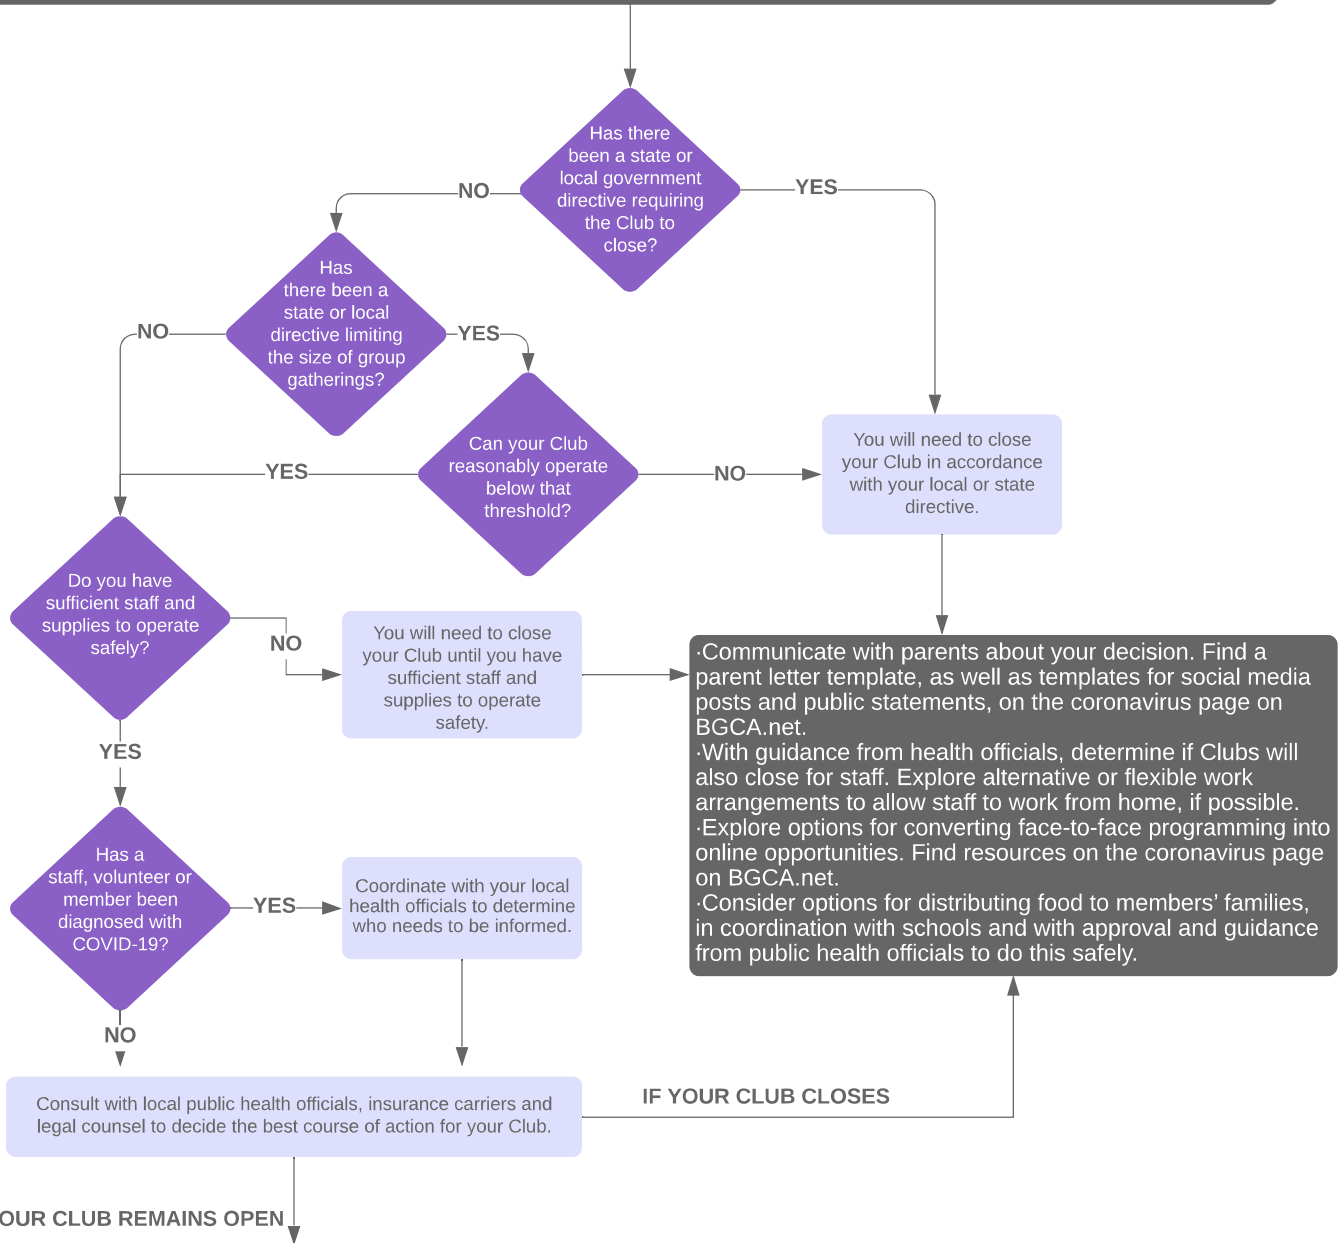 Has there
been a state or
local government
directive requiring
the Club to
close?
NO
YES
Has
there been a
state or local
directive limiting
the size of group
gatherings?
NO
YES
Can your Club
reasonably operate
below that
threshold?
YES
NO
You will need to close
your Club in accordance
with your local or state
directive.
Do you have
sufficient staff and
supplies to operate
safely?
NO
You will need to close
your Club until you have
sufficient staff and
supplies to operate
safety.
·Communicate with parents about your decision. Find a
parent letter template, as well as templates for social media
posts and public statements, on the coronavirus page on
BGCA.net.
·With guidance from health officials, determine if Clubs will
also close for staff. Explore alternative or flexible work
arrangements to allow staff to work from home, if possible.
·Explore options for converting face-to-face programming into
online opportunities. Find resources on the coronavirus page
on BGCA.net.
·Consider options for distributing food to members’ families,
in coordination with schools and with approval and guidance
from public health officials to do this safely.
YES
Has a
staff, volunteer or
member been
diagnosed with
COVID-19?
YES
Coordinate with your local
health officials to determine
who needs to be informed.
NO
Consult with local public health officials, insurance carriers and
legal counsel to decide the best course of action for your Club.
IF YOUR CLUB CLOSES
OUR CLUB REMAINS OPEN